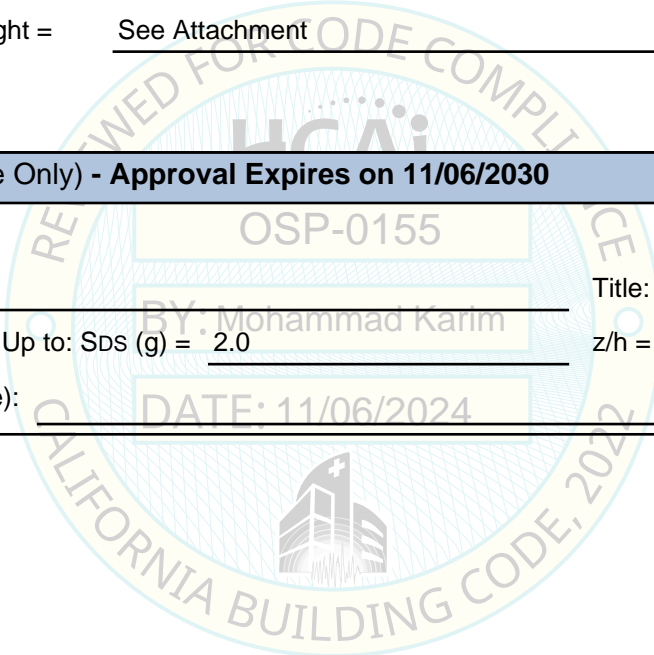 ght = See Attachment
REVIEWED FOR CODE COMPLIANCE
HCAi
e Only) - Approval Expires on 11/06/2030
OSP-0155
Title:
BY: Mohammad Karim
Up to: SDS (g) = 2.0 z/h =
e):
DATE: 11/06/2024
CALIFORNIA BUILDING CODE, 2022